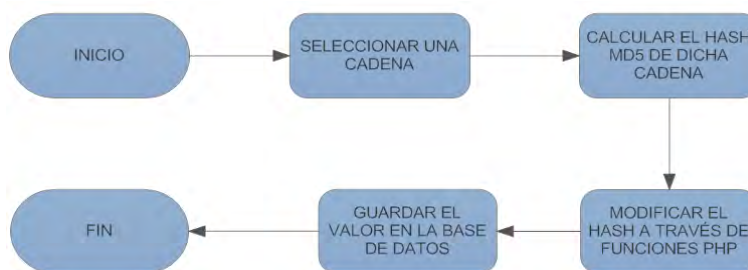 INICIO
SELECCIONAR UNA
CADENA
CALCULAR EL HASH
MD5 DE DICHA
CADENA
MODIFICAR EL
HASH A TRAVÉS DE
FUNCIONES PHP
GUARDAR EL
VALOR EN LA BASE
DE DATOS
FIN